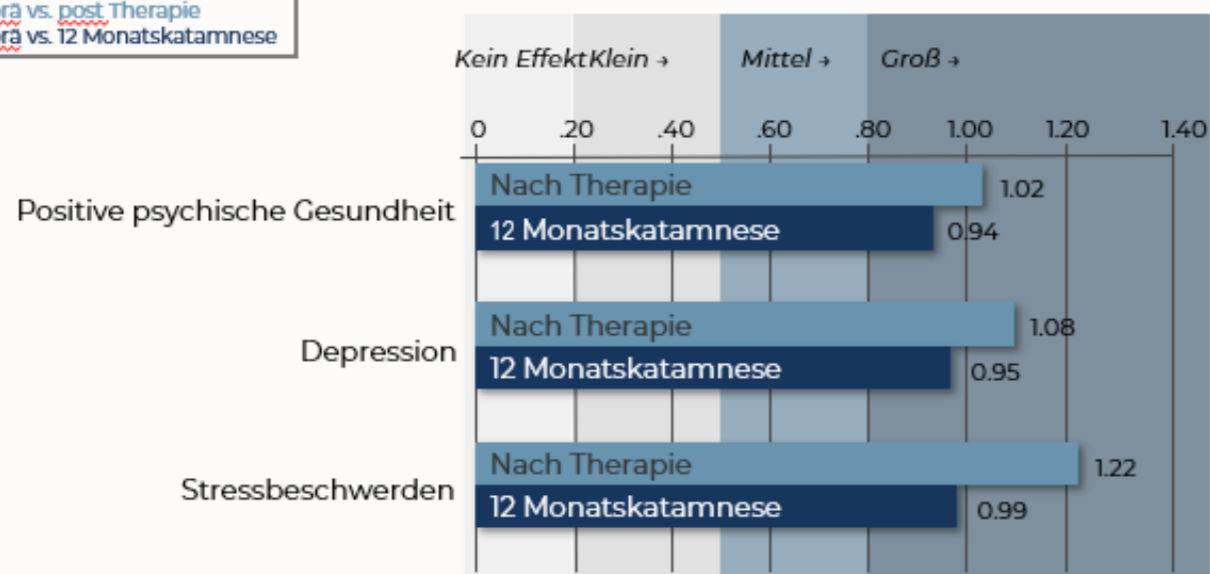 vs. post Therapie
vs. 12 Monatskatamnese
Kein Effekt Klein → Mittel → Groß →
0 .20 .40 .60 .80 1.00 1.20 1.40
Positive psychische Gesundheit
Nach Therapie 1.02
12 Monatskatamnese 0.94
Depression
Nach Therapie 1.08
12 Monatskatamnese 0.95
Stressbeschwerden
Nach Therapie 1.22
12 Monatskatamnese 0.99